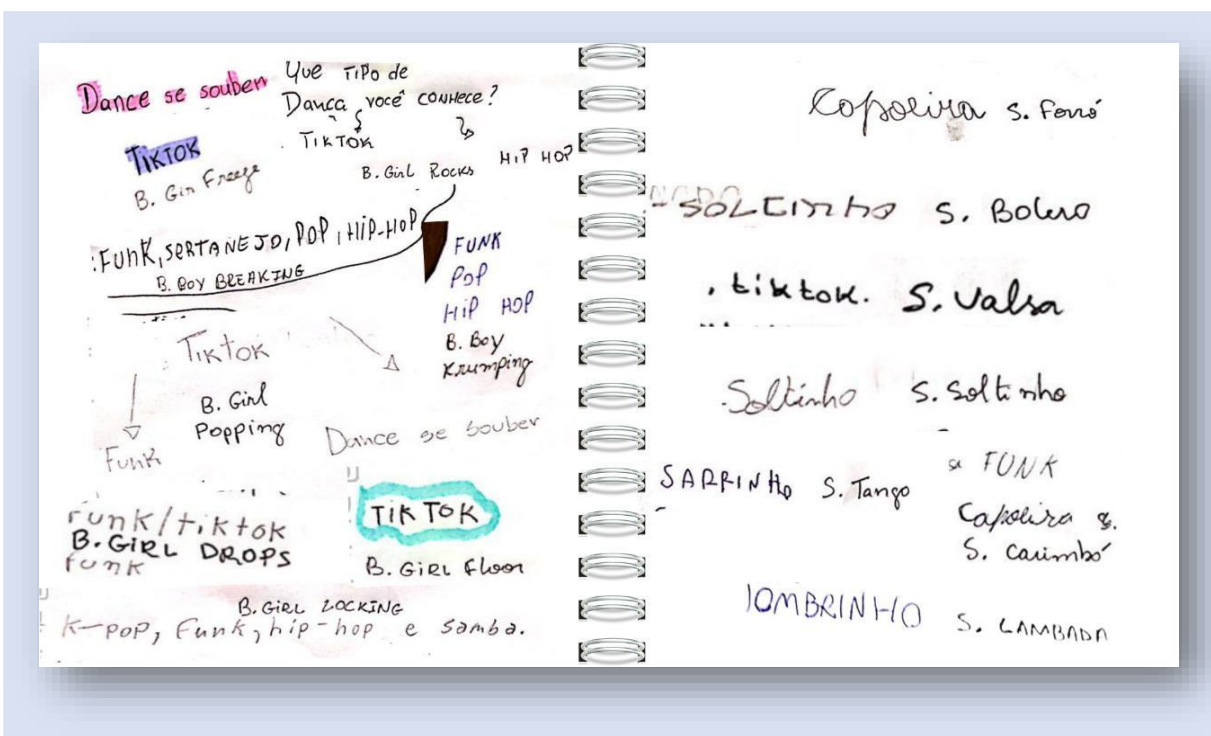 Dance se souber
Que TIPO de
Dança você conhece?
TIKTOK
TIKTOK
B. Gin Freeze
B. Girl Rocks
HIP HOP
FUNK, SERTANEJO, POP, HIP-HOP
B. BOY BREAKING
FUNK
POP
HIP HOP
B. Boy
Krumping
TIKTOK
B. Girl
Popping
Funk
Dance se souber
Funk/tiktok
B. GIRL DROPS
funk
TIKTOK
B. GIRL Floor
B. GIRL LOCKING
K-POP, Funk, hip-hop e samba.
Capoeira S. Forró
SOLEINHO S. Bolero
. tiktok. S. Valsa
Soltinho S. Soltinho
SARRINHO S. Tango
FUNK
Capoeira S.
S. Carimbó
S. LAMBADA